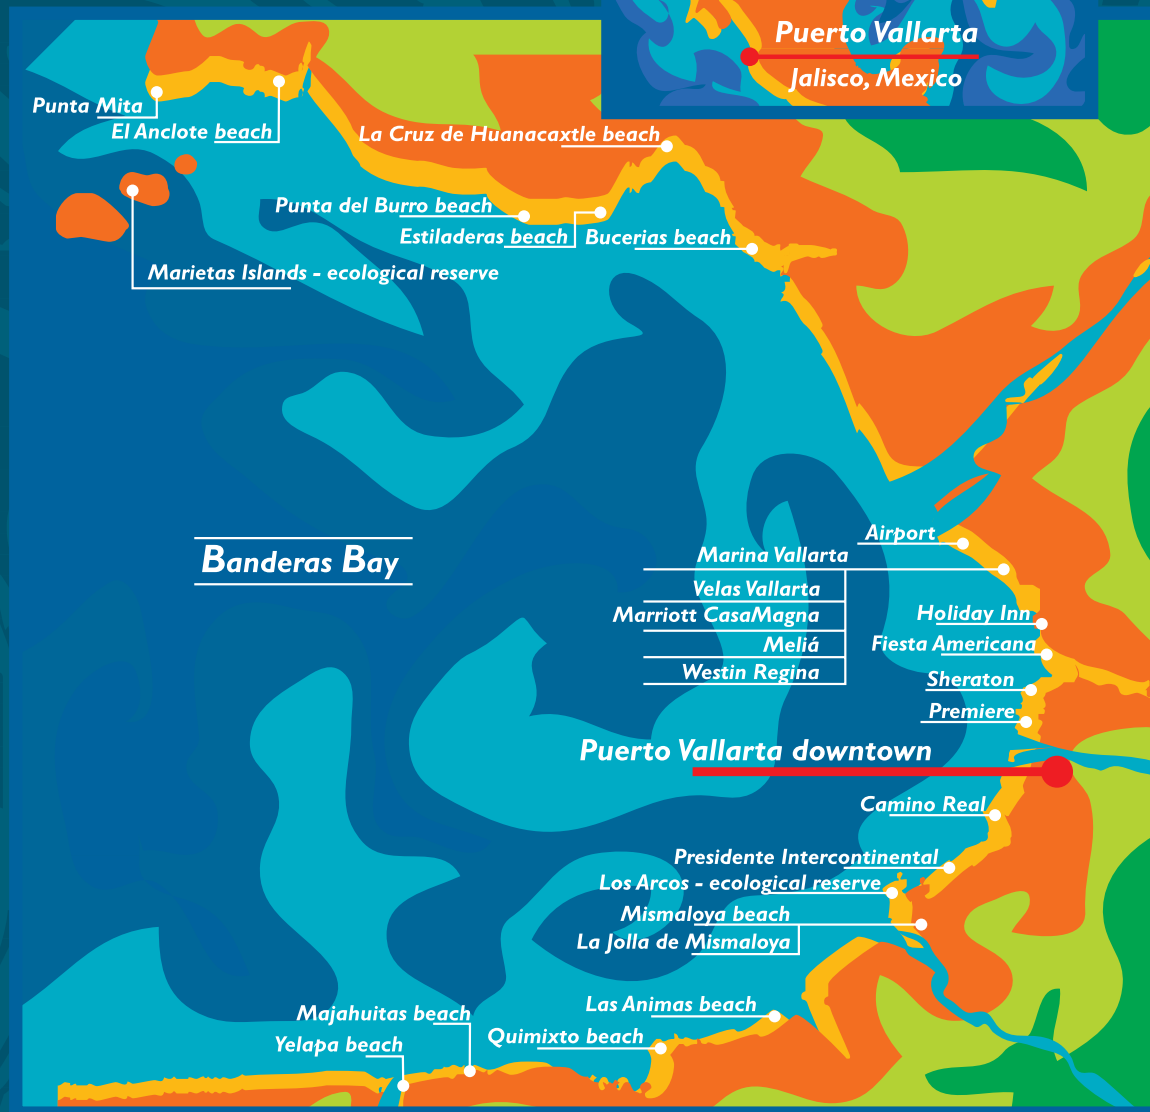 Puerto Vallarta
Jalisco, Mexico
Punta Mita
El Anclote beach
La Cruz de Huanacaxtle beach
Punta del Burro beach
Estiladeras beach
Bucerias beach
Marietas Islands - ecological reserve
Banderas Bay
Airport
Marina Vallarta
Velas Vallarta
Marriott CasaMagna
Meliá
Westin Regina
Holiday Inn
Fiesta Americana
Sheraton
Premiere
Puerto Vallarta downtown
Camino Real
Presidente Intercontinental
Los Arcos - ecological reserve
Mismaloya beach
La Jolla de Mismaloya
Las Animas beach
Majahuitas beach
Quimixto beach
Yelapa beach